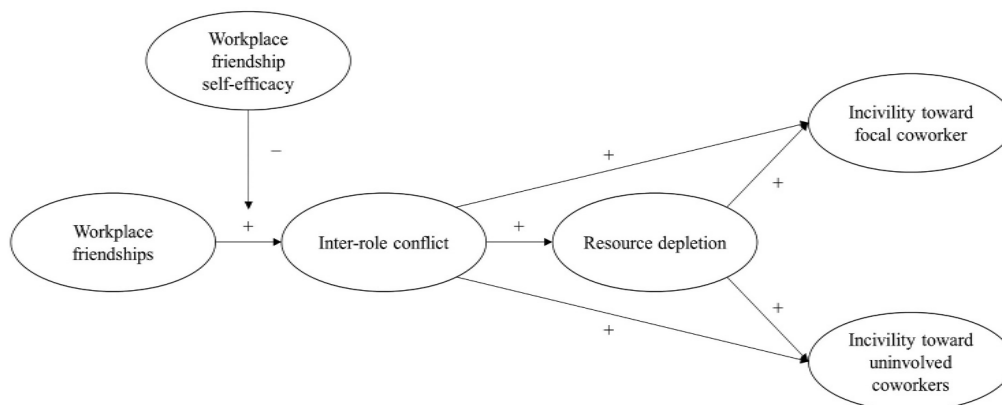 Workplace
friendship
self-efficacy
Incivility toward
focal coworker
+
−
+
+
Workplace
friendships
Inter-role conflict
+
Resource depletion
+
+
Incivility toward
uninvolved
coworkers